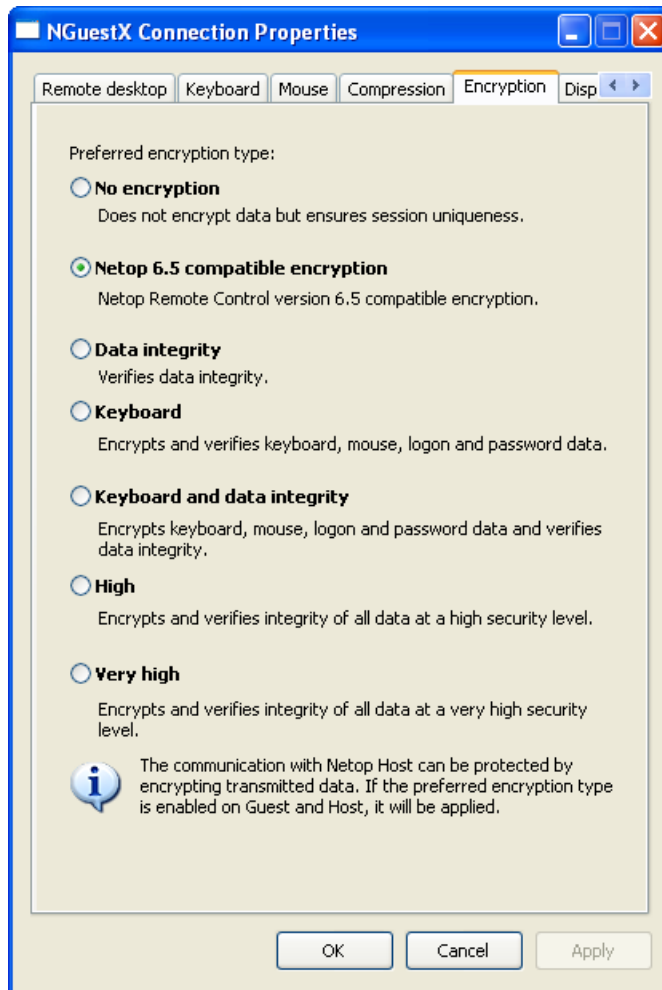 NGuestX Connection Properties
Remote desktop Keyboard Mouse Compression Encryption Disp
Preferred encryption type:
No encryption
Does not encrypt data but ensures session uniqueness.
Netop 6.5 compatible encryption
Netop Remote Control version 6.5 compatible encryption.
Data integrity
Verifies data integrity.
Keyboard
Encrypts and verifies keyboard, mouse, logon and password data.
Keyboard and data integrity
Encrypts keyboard, mouse, logon and password data and verifies
data integrity.
High
Encrypts and verifies integrity of all data at a high security level.
Very high
Encrypts and verifies integrity of all data at a very high security
level.
The communication with Netop Host can be protected by
encrypting transmitted data. If the preferred encryption type
is enabled on Guest and Host, it will be applied.
OK Cancel Apply